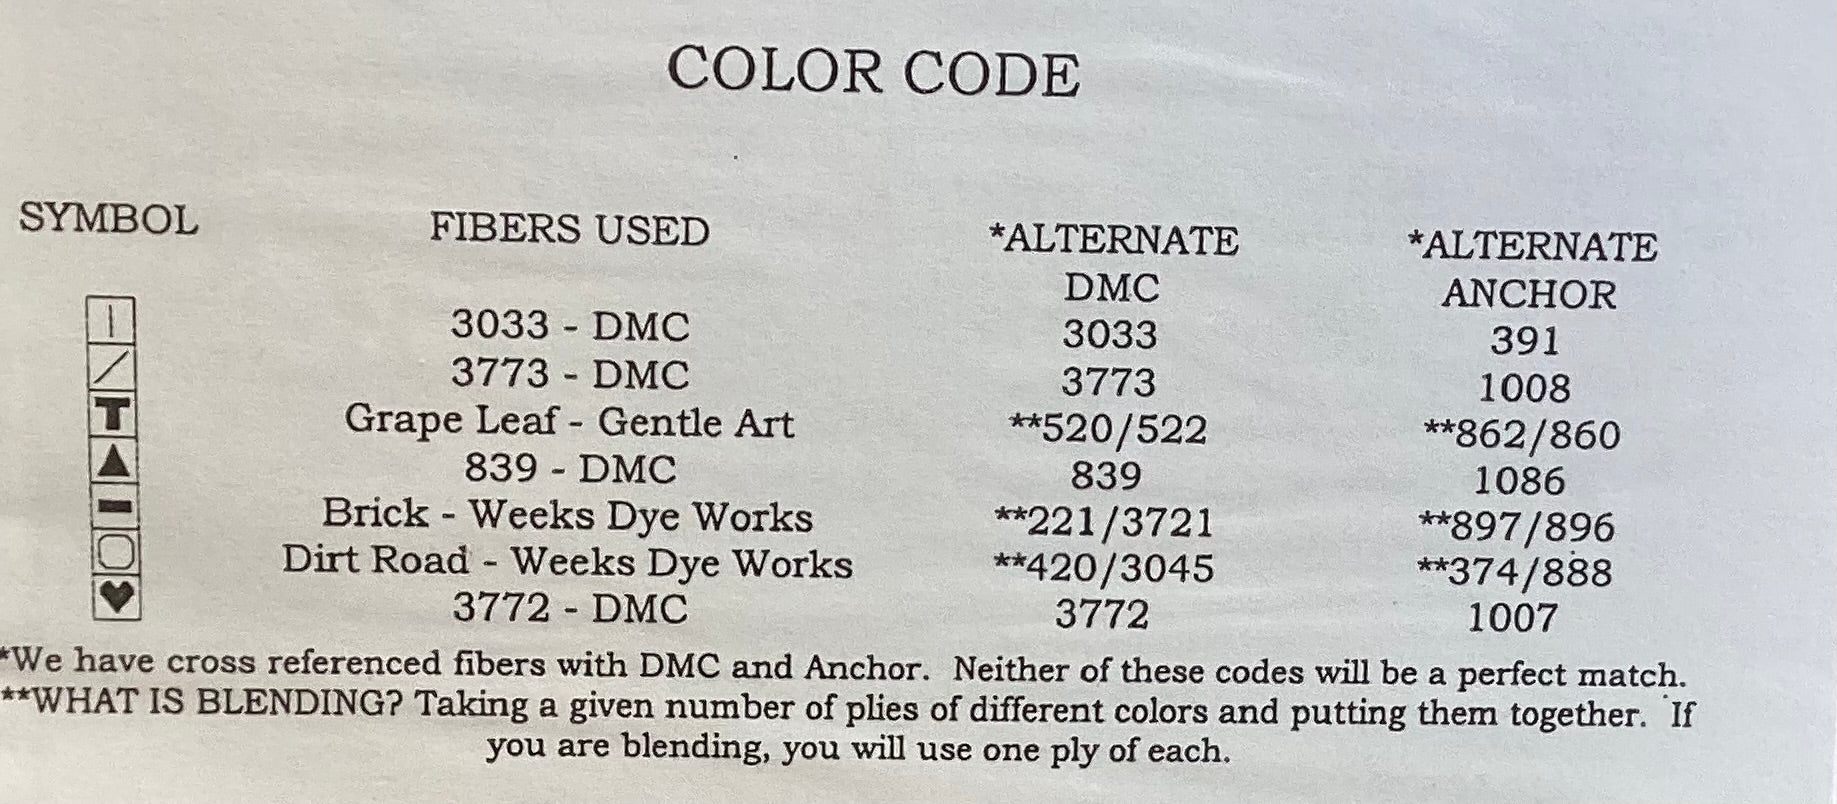 COLOR CODE
SYMBOL FIBERS USED *ALTERNATE DMC *ALTERNATE ANCHOR
3033 - DMC 3033 391
3773 - DMC 3773 1008
T Grape Leaf - Gentle Art **520/522 **862/860
839 - DMC 839 1086
Brick - Weeks Dye Works **221/3721 **897/896
Dirt Road - Weeks Dye Works **420/3045 **374/888
3772 - DMC 3772 1007
*We have cross referenced fibers with DMC and Anchor. Neither of these codes will be a perfect match.
**WHAT IS BLENDING? Taking a given number of plies of different colors and putting them together. If
you are blending, you will use one ply of each.